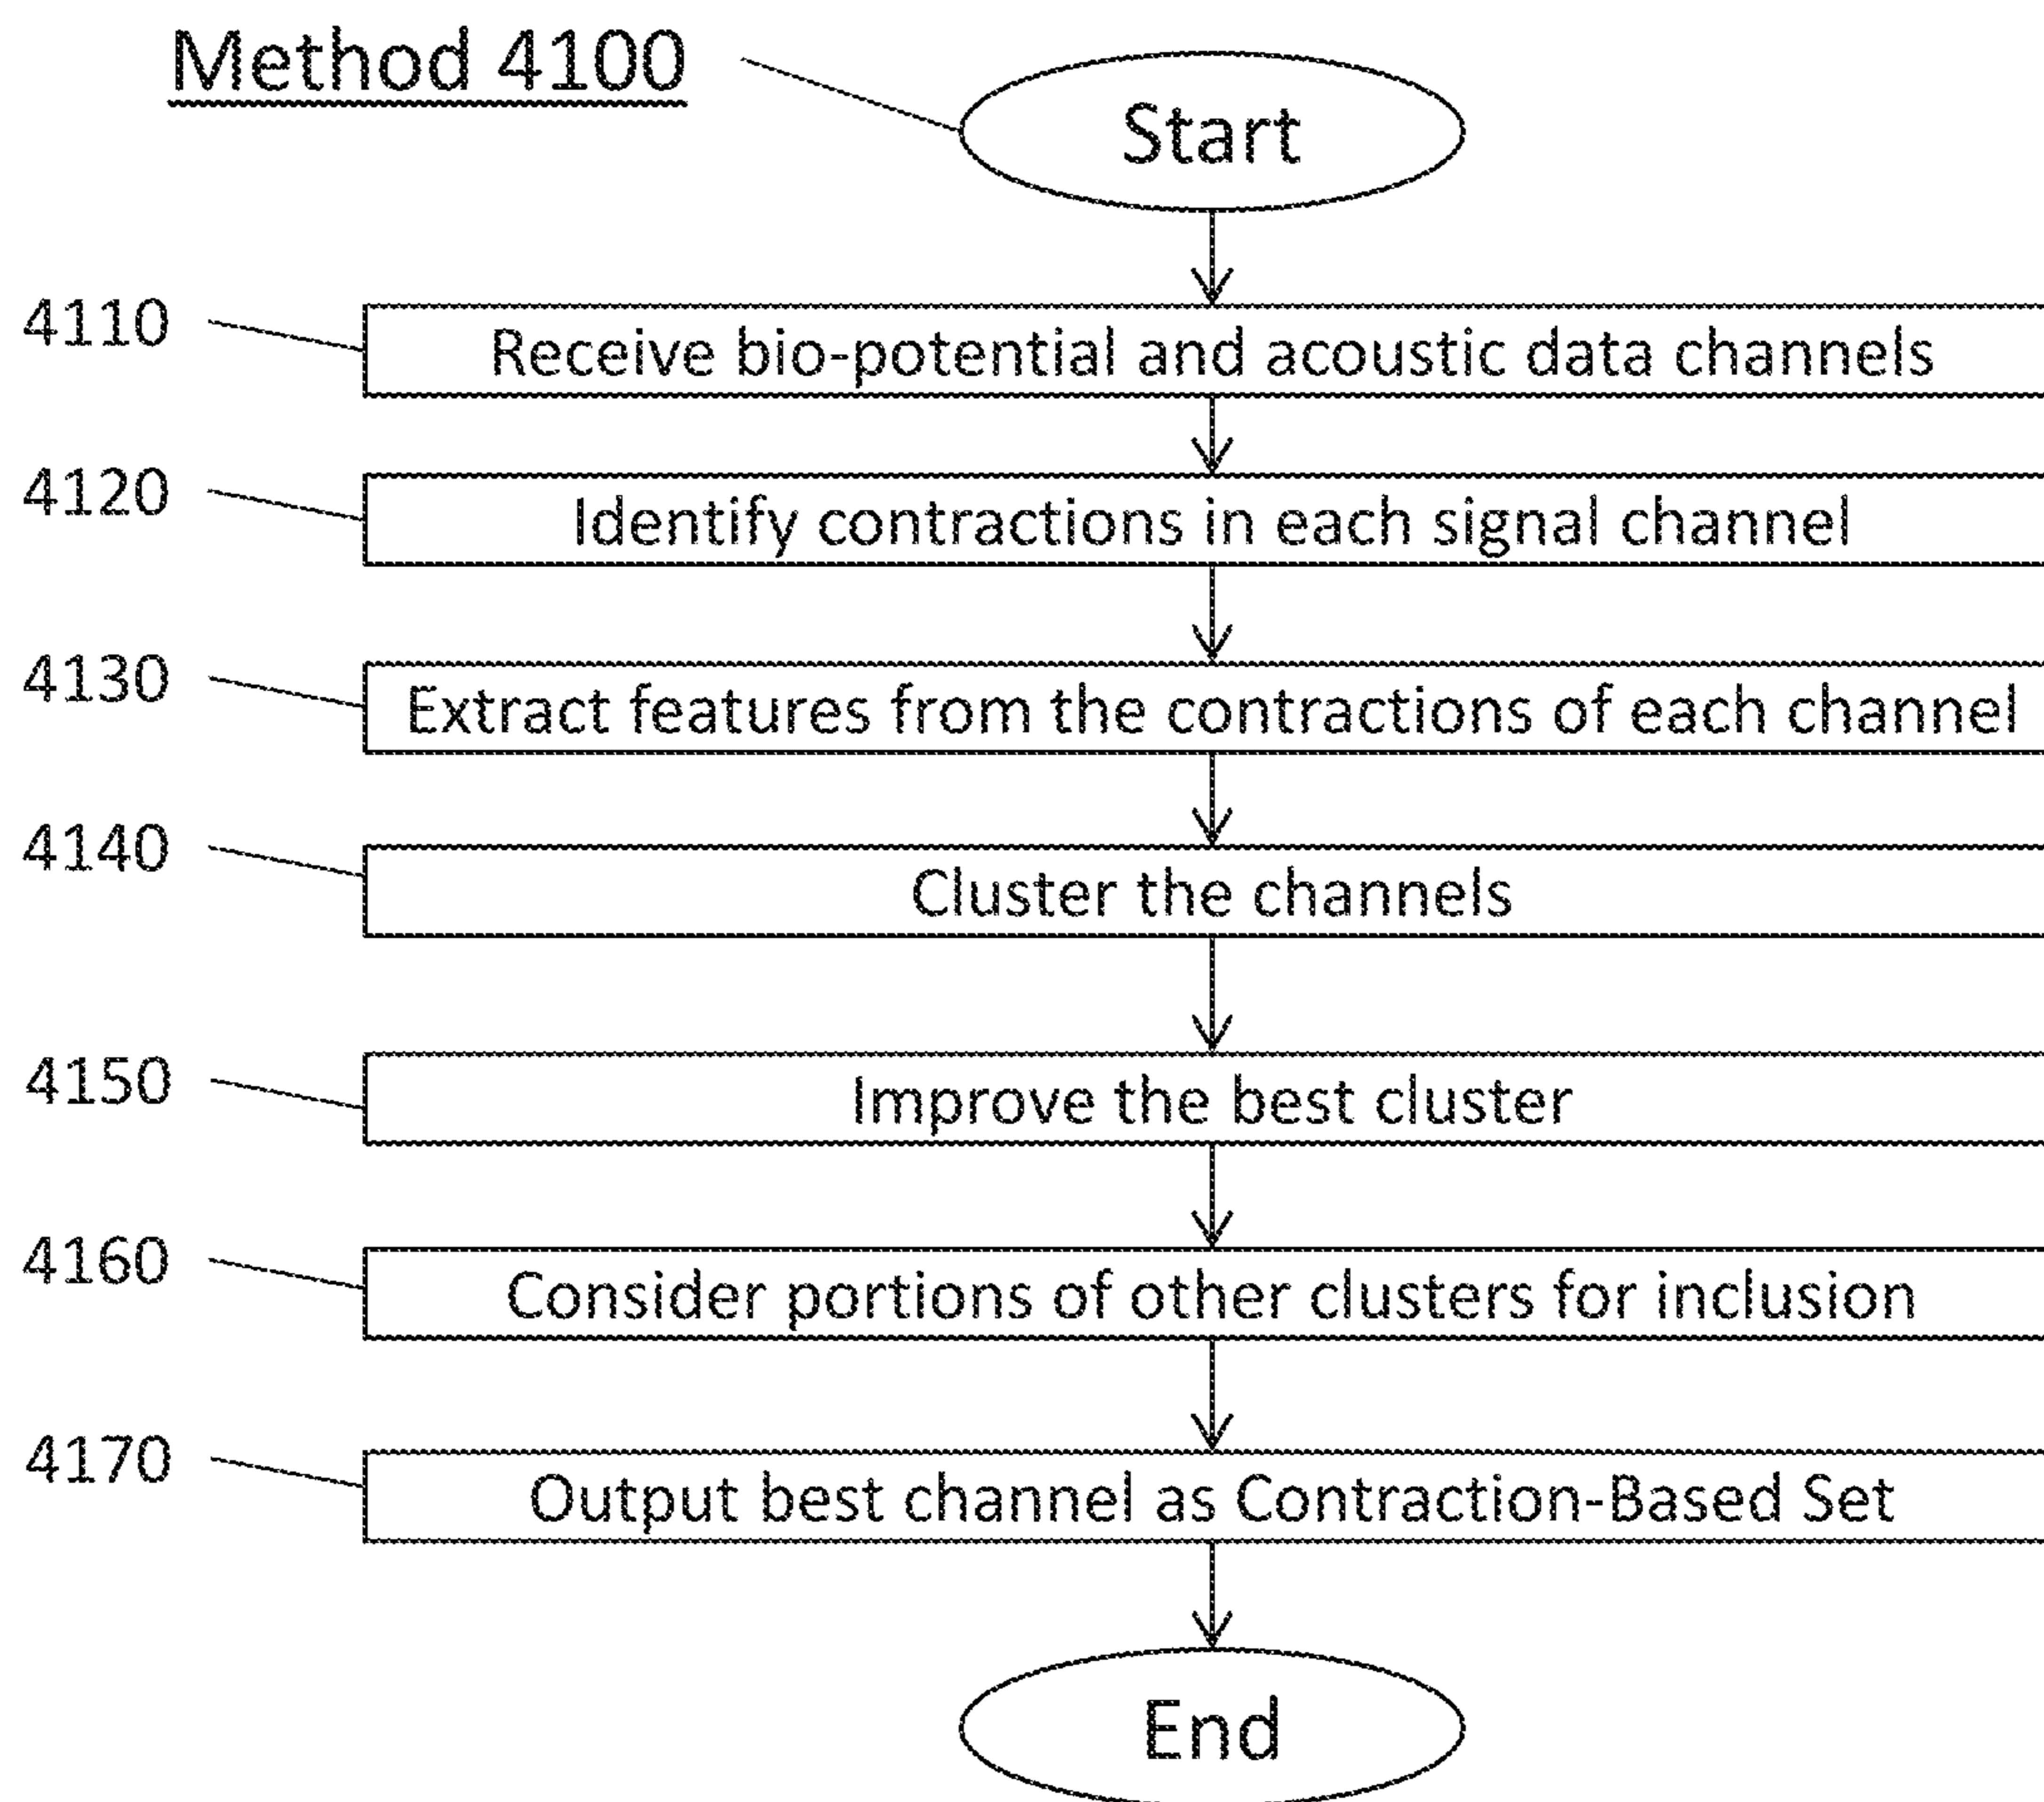 Method 4100
Start
4110
Receive bio-potential and acoustic data channels
4120
Identify contractions in each signal channel
4130
Extract features from the contractions of each channel
4140
Cluster the channels
4150
Improve the best cluster
4160
Consider portions of other clusters for inclusion
4170
Output best channel as Contraction-Based Set
End